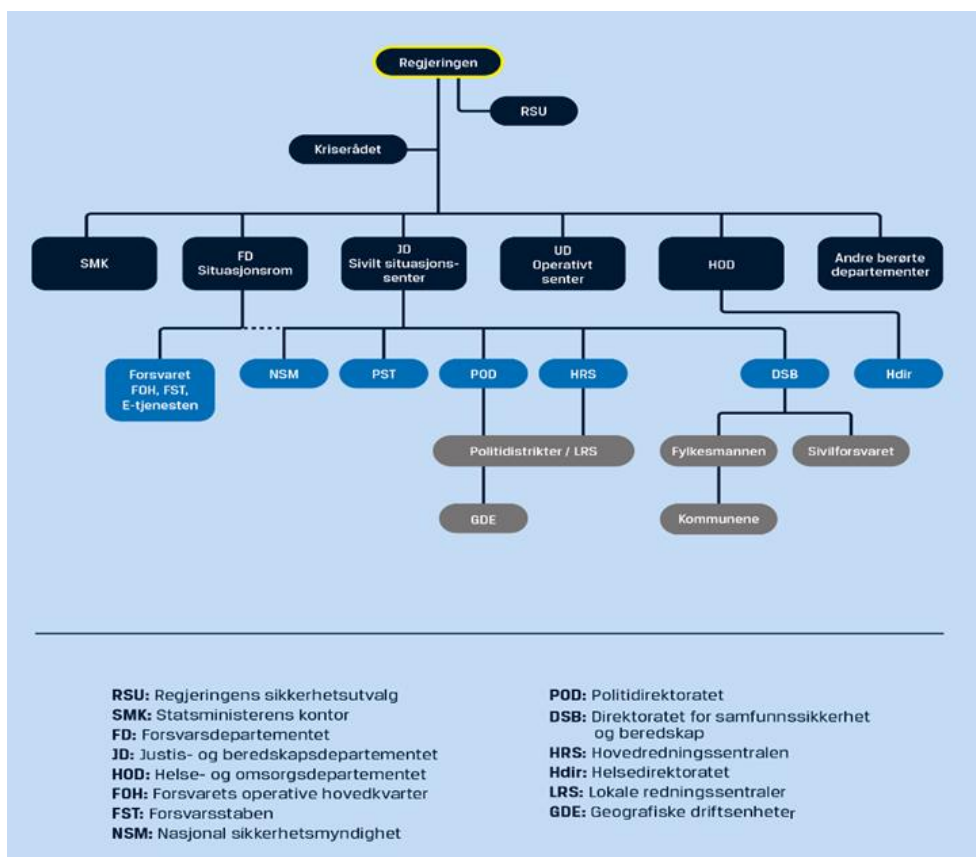 Regjeringen
RSU
Kriserådet
SMK
FD
Situasjonsrom
JD
Sivilt situasjons-
senter
UD
Operativt
senter
HOD
Andre berørte
departementer
Forsvaret
FOH, FST,
E-tjenesten
NSM
PST
POD
HRS
DSB
Hdir
Politidistrikter / LRS
Fylkesmannen
Sivilforsvaret
GDE
Kommunene
RSU: Regjeringens sikkerhetsutvalg
SMK: Statsministerens kontor
FD: Forsvarsdepartementet
JD: Justis- og beredskapsdepartementet
HOD: Helse- og omsorgsdepartementet
FOH: Forsvarets operative hovedkvarter
FST: Forsvarsstaben
NSM: Nasjonal sikkerhetsmyndighet
POD: Politidirektoratet
DSB: Direktoratet for samfunnssikkerhet
og beredskap
HRS: Hovedredningssentralen
Hdir: Helsedirektoratet
LRS: Lokale redningssentraler
GDE: Geografiske driftsenheter